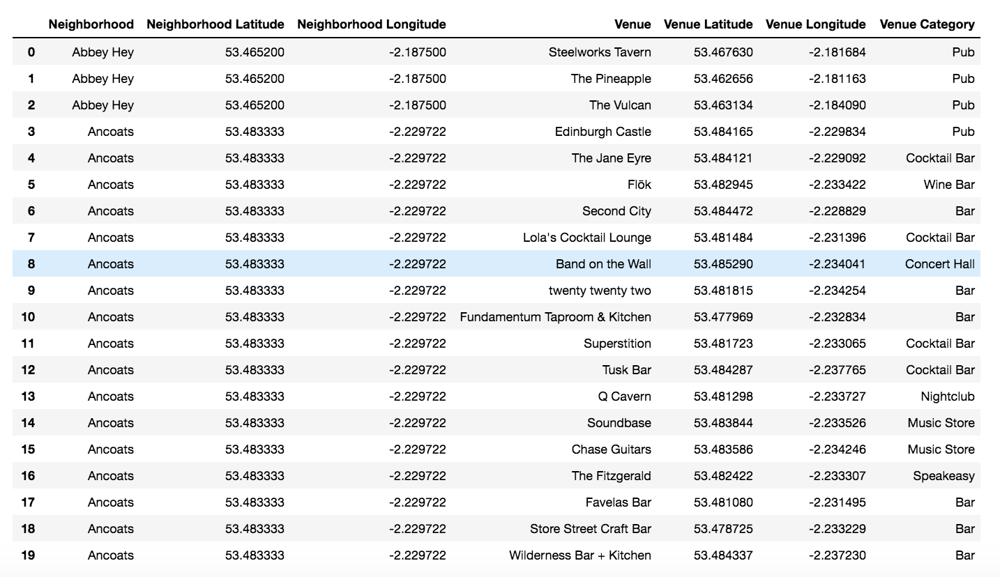 Neighborhood Neighborhood Latitude Neighborhood Longitude Venue Venue Latitude Venue Longitude Venue Category
0 Abbey Hey 53.465200 -2.187500 Steelworks Tavern 53.467630 -2.181684 Pub
1 Abbey Hey 53.465200 -2.187500 The Pineapple 53.462656 -2.181163 Pub
2 Abbey Hey 53.465200 -2.187500 The Vulcan 53.463134 -2.184090 Pub
3 Ancoats 53.483333 -2.229722 Edinburgh Castle 53.484165 -2.229834 Pub
4 Ancoats 53.483333 -2.229722 The Jane Eyre 53.484121 -2.229092 Cocktail Bar
5 Ancoats 53.483333 -2.229722 Flōk 53.482945 -2.233422 Wine Bar
6 Ancoats 53.483333 -2.229722 Second City 53.484472 -2.228829 Bar
7 Ancoats 53.483333 -2.229722 Lola's Cocktail Lounge 53.481484 -2.231396 Cocktail Bar
8 Ancoats 53.483333 -2.229722 Band on the Wall 53.485290 -2.234041 Concert Hall
9 Ancoats 53.483333 -2.229722 twenty twenty two 53.481815 -2.234254 Bar
10 Ancoats 53.483333 -2.229722 Fundamentum Taproom & Kitchen 53.477969 -2.232834 Bar
11 Ancoats 53.483333 -2.229722 Superstition 53.481723 -2.233065 Cocktail Bar
12 Ancoats 53.483333 -2.229722 Tusk Bar 53.484287 -2.237765 Cocktail Bar
13 Ancoats 53.483333 -2.229722 Q Cavern 53.481298 -2.233727 Nightclub
14 Ancoats 53.483333 -2.229722 Soundbase 53.483844 -2.233526 Music Store
15 Ancoats 53.483333 -2.229722 Chase Guitars 53.483586 -2.234246 Music Store
16 Ancoats 53.483333 -2.229722 The Fitzgerald 53.482422 -2.233307 Speakeasy
17 Ancoats 53.483333 -2.229722 Favelas Bar 53.481080 -2.231495 Bar
18 Ancoats 53.483333 -2.229722 Store Street Craft Bar 53.478725 -2.233229 Bar
19 Ancoats 53.483333 -2.229722 Wilderness Bar + Kitchen 53.484337 -2.237230 Bar